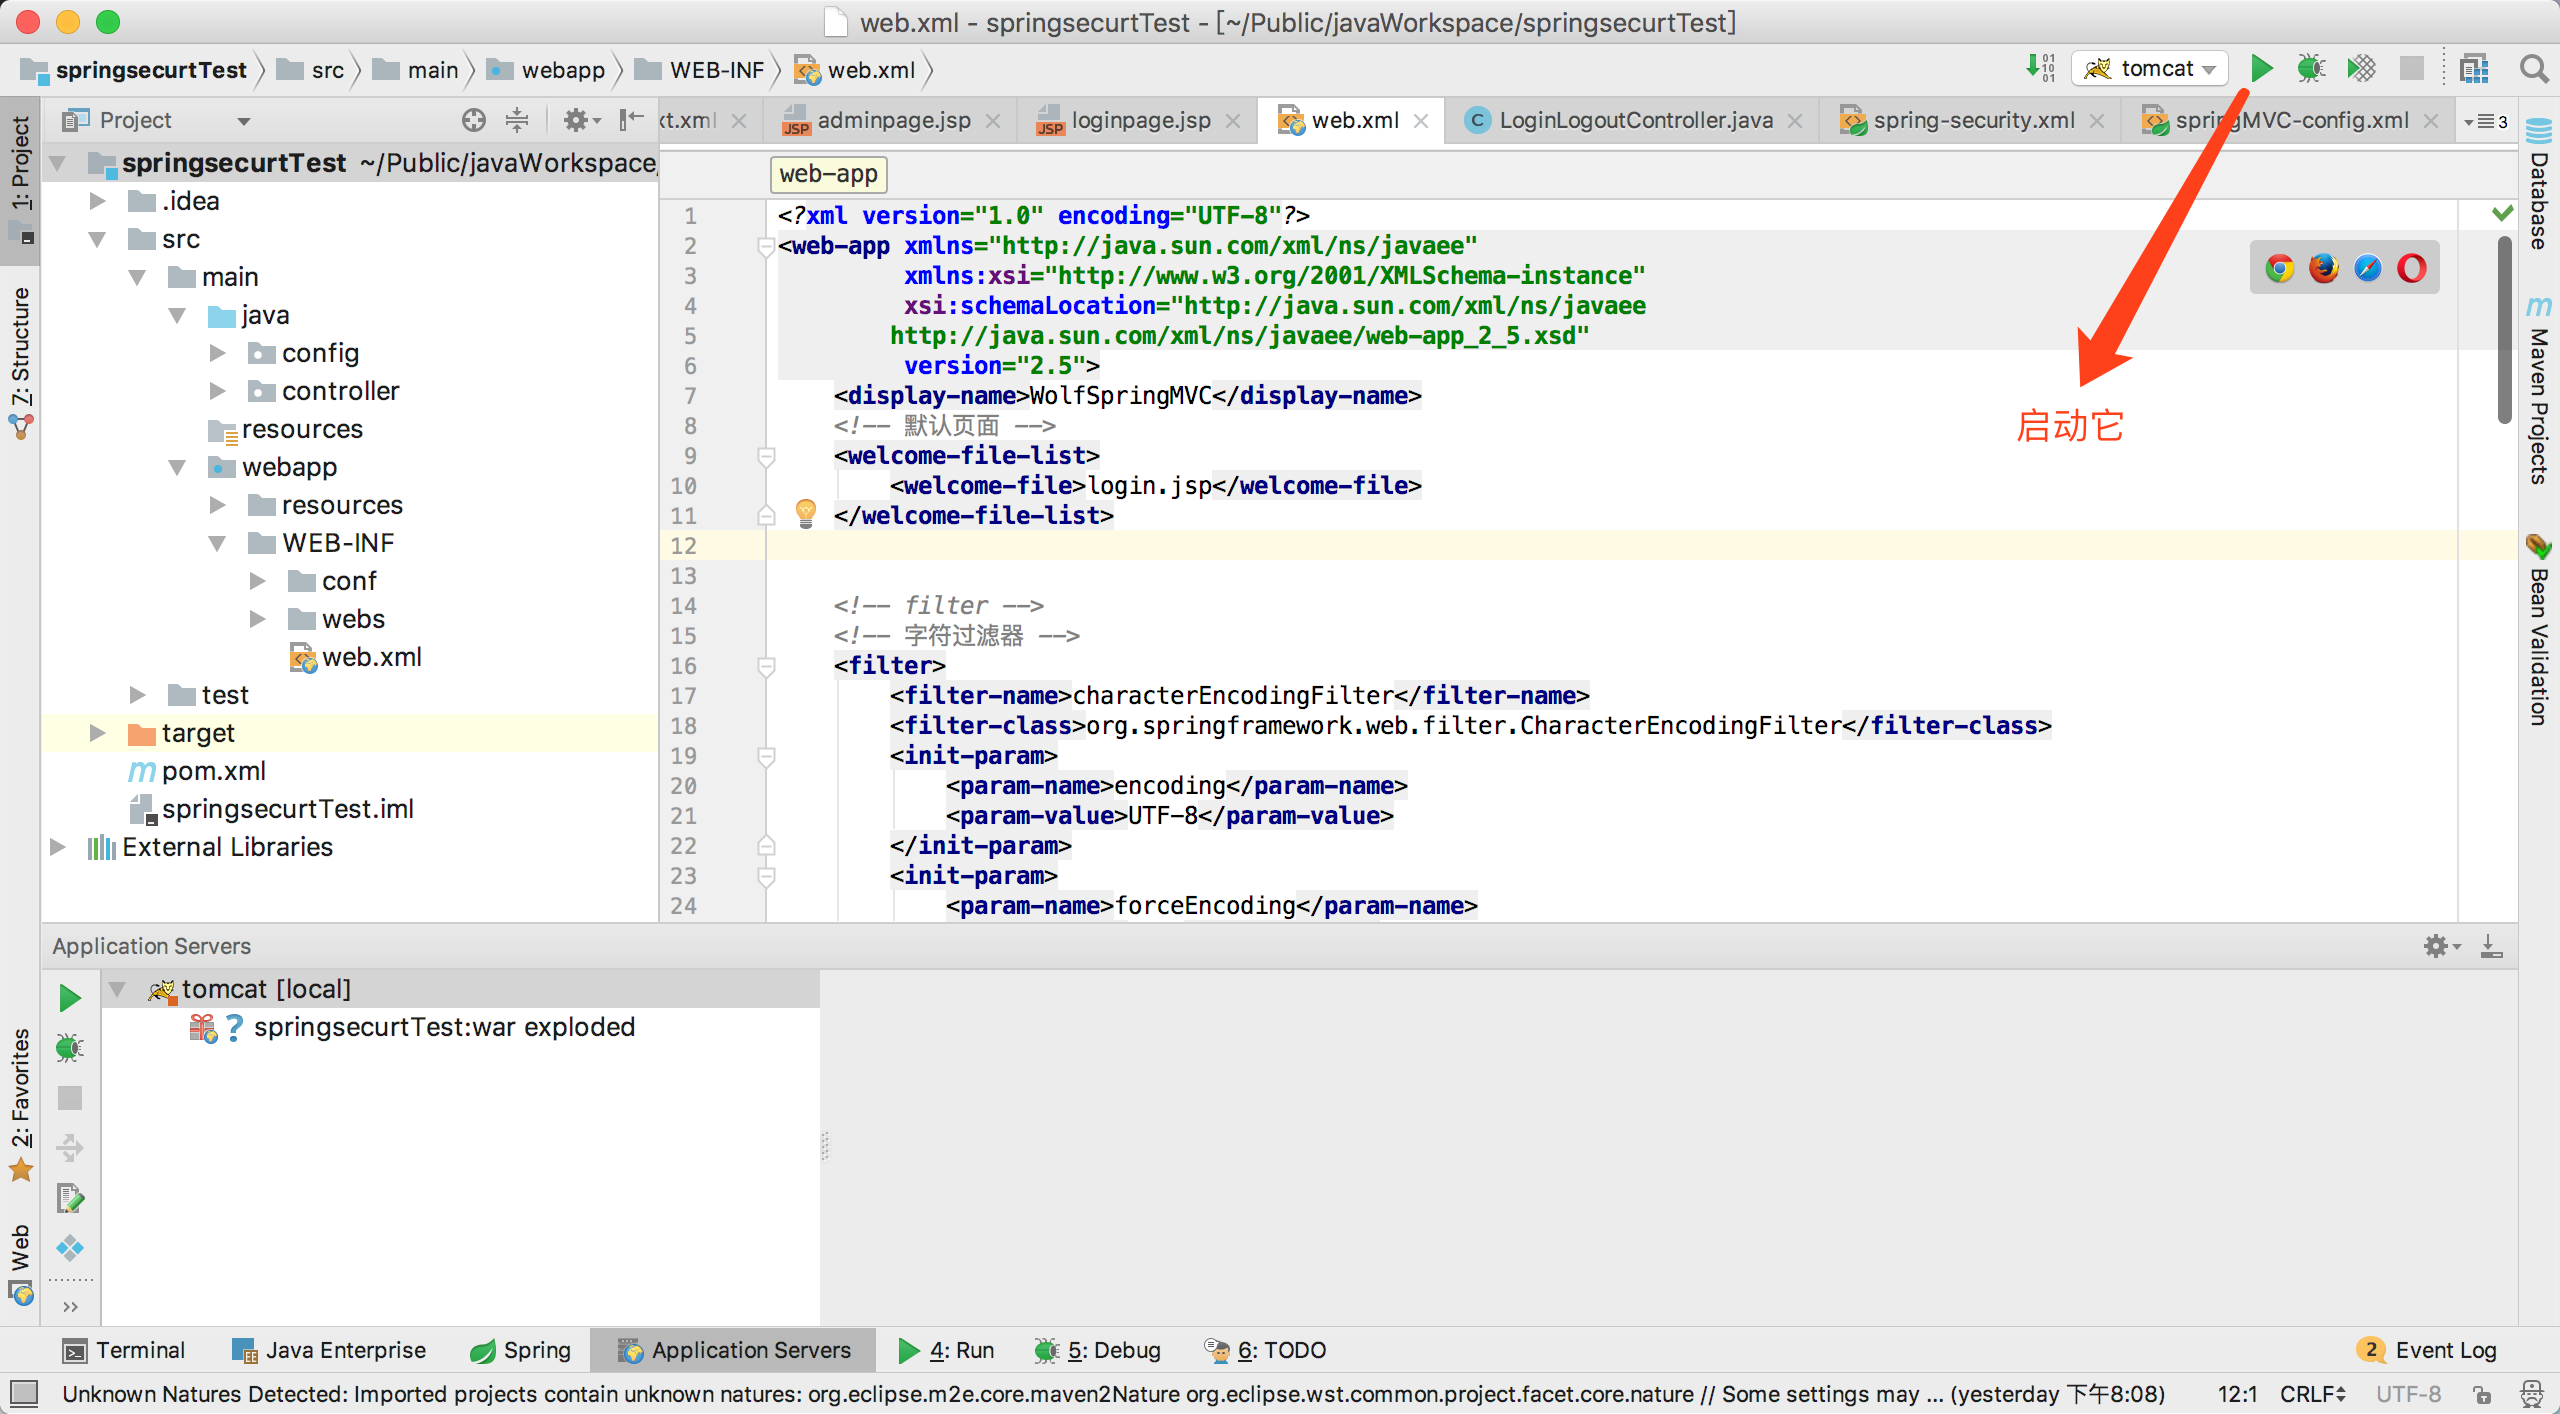 web.xml - springsecurtTest - [~/Public/javaWorkspace/springsecurtTest]
springsecurtTest src main webapp WEB-INF web.xml
tomcat
1: Project
7: Structure
2: Favorites
Web
Project
springsecurtTest ~/Public/javaWorkspace/
.idea
src
main
java
config
controller
resources
webapp
resources
WEB-INF
conf
webs
web.xml
test
target
pom.xml
springsecurtTest.iml
External Libraries
xt.xml adminpage.jsp loginpage.jsp web.xml LoginLogoutController.java spring-security.xml springMVC-config.xml 3
web-app
1 <?xml version="1.0" encoding="UTF-8"?>
2 <web-app xmlns="http://java.sun.com/xml/ns/javaee"
3 xmlns:xsi="http://www.w3.org/2001/XMLSchema-instance"
4 xsi:schemaLocation="http://java.sun.com/xml/ns/javaee
5 http://java.sun.com/xml/ns/javaee/web-app_2_5.xsd"
6 version="2.5">
7 <display-name>WolfSpringMVC</display-name>
8 <!-- 默认页面 -->
9 <welcome-file-list>
10 <welcome-file>login.jsp</welcome-file>
11 </welcome-file-list>
12
13
14 <!-- filter -->
15 <!-- 字符过滤器 -->
16 <filter>
17 <filter-name>characterEncodingFilter</filter-name>
18 <filter-class>org.springframework.web.filter.CharacterEncodingFilter</filter-class>
19 <init-param>
20 <param-name>encoding</param-name>
21 <param-value>UTF-8</param-value>
22 </init-param>
23 <init-param>
24 <param-name>forceEncoding</param-name>
启动它
Database
Maven Projects
Bean Validation
Application Servers
tomcat [local]
springsecurtTest:war exploded
Terminal Java Enterprise Spring Application Servers 4: Run 5: Debug 6: TODO 2 Event Log
Unknown Natures Detected: Imported projects contain unknown natures: org.eclipse.m2e.core.maven2Nature org.eclipse.wst.common.project.facet.core.nature // Some settings may ... (yesterday 下午8:08) 12:1 CRLF UTF-8